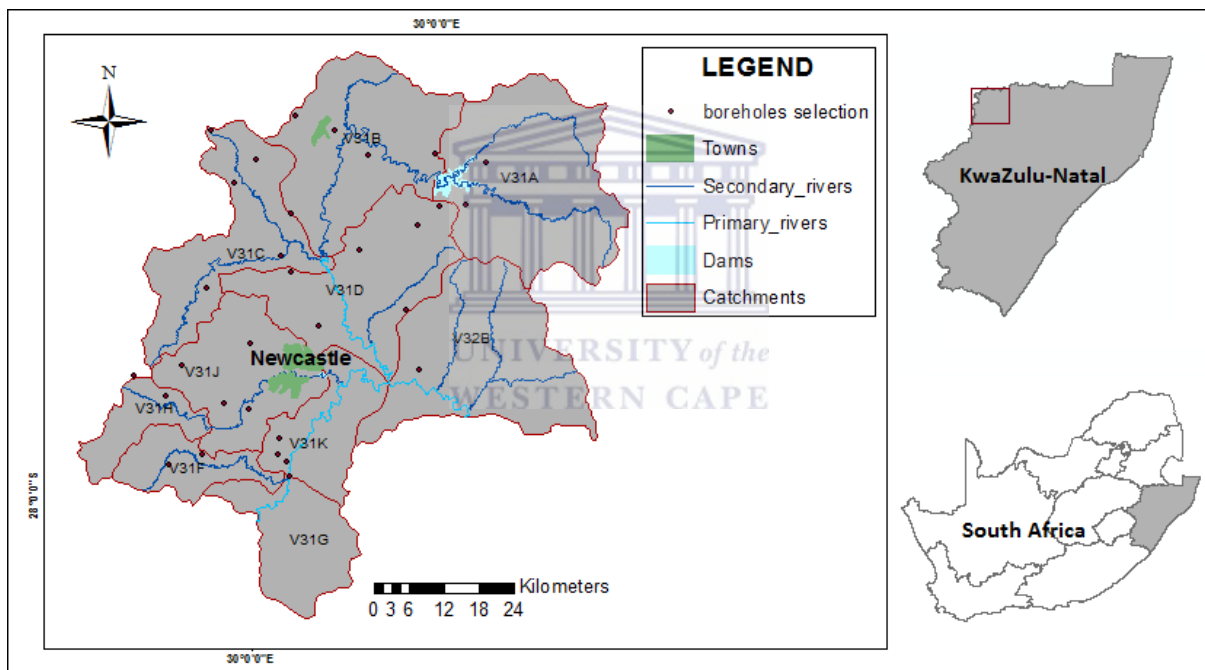 30°0'0"E
N
LEGEND
boreholes selection
Towns
Secondary_rivers
Primary_rivers
Dams
Catchments
V31B
V31A
V31C
V31D
V32B
Newcastle
V31J
V31H
V31K
V31F
V31G
UNIVERSITY of the
WESTERN CAPE
28°0'0"S
Kilometers
0 3 6 12 18 24
30°0'0"E
KwaZulu-Natal
South Africa